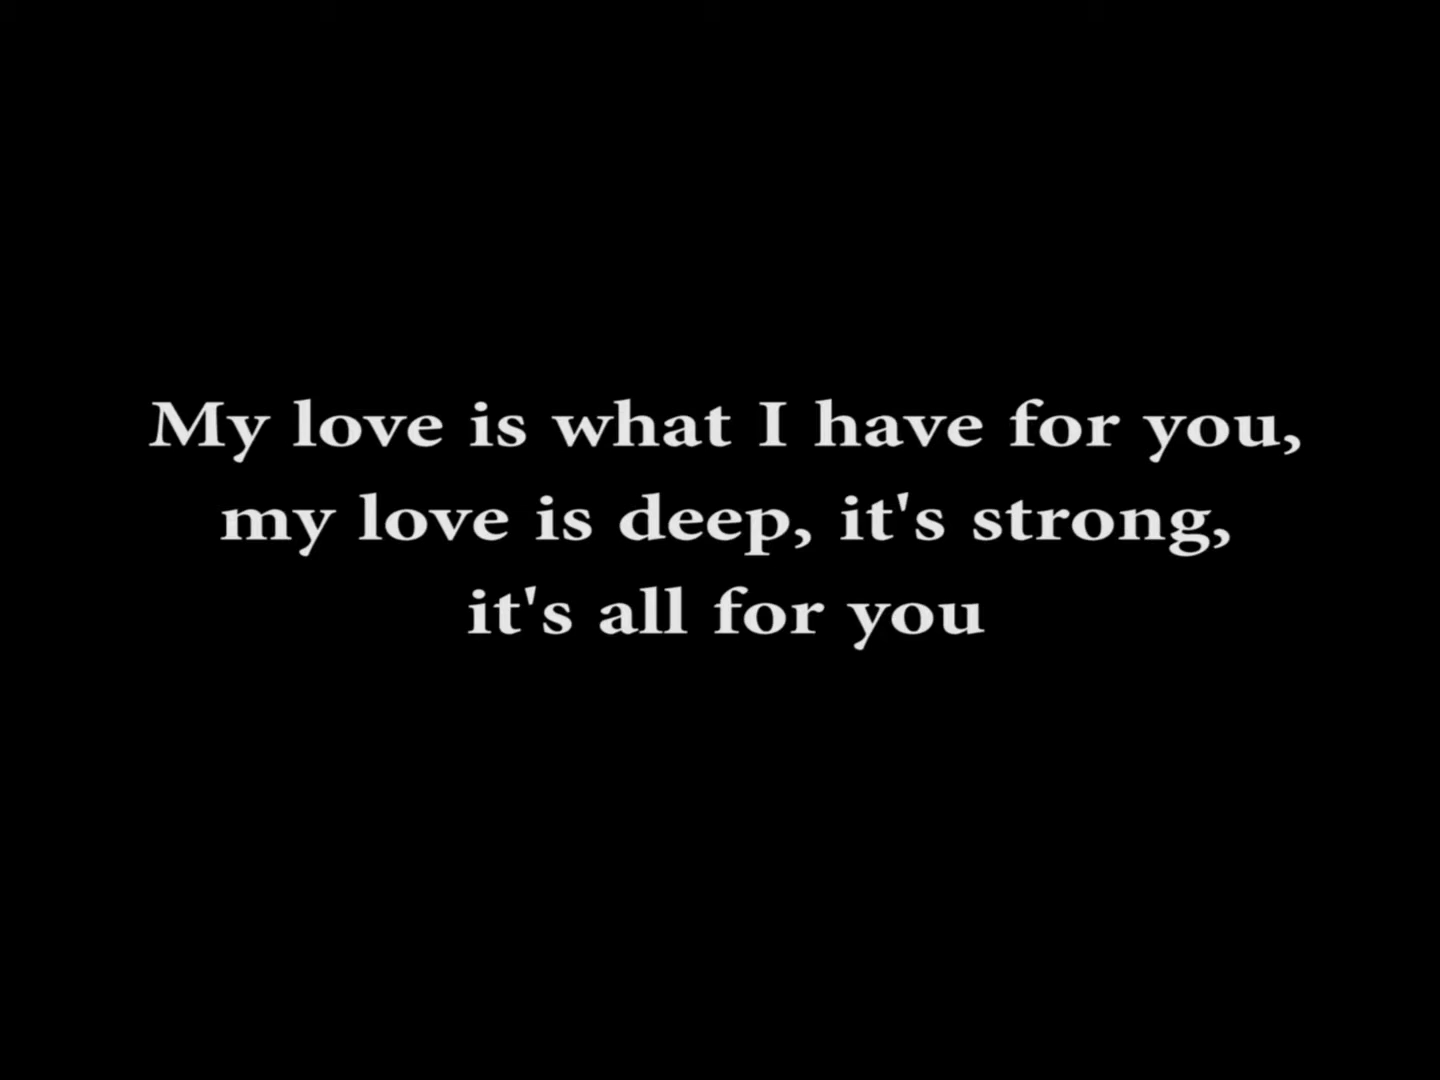 My love is what I have for you,
my love is deep, it's strong,
it's all for you